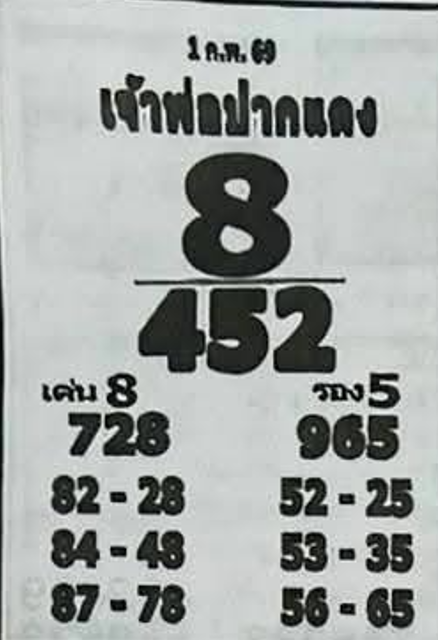 1 ก.พ. 69
เจ้าพ่อปากแดง
8
452
เด่น 8 รอง 5
728 965
82 - 28 52 - 25
84 - 48 53 - 35
87 - 78 56 - 65